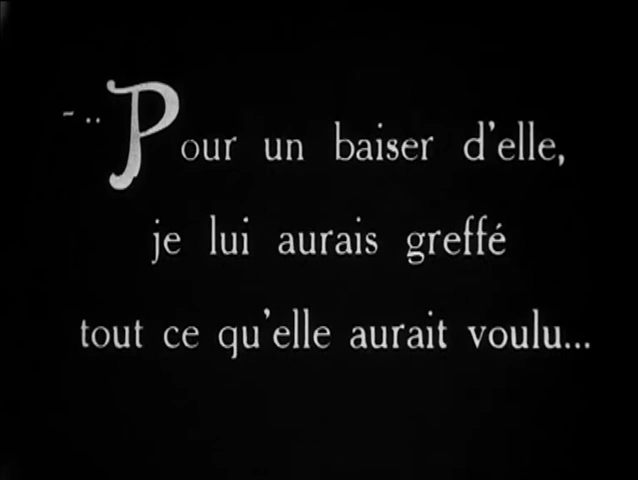 - .. Pour un baiser d'elle,
je lui aurais greffé
tout ce qu'elle aurait voulu...